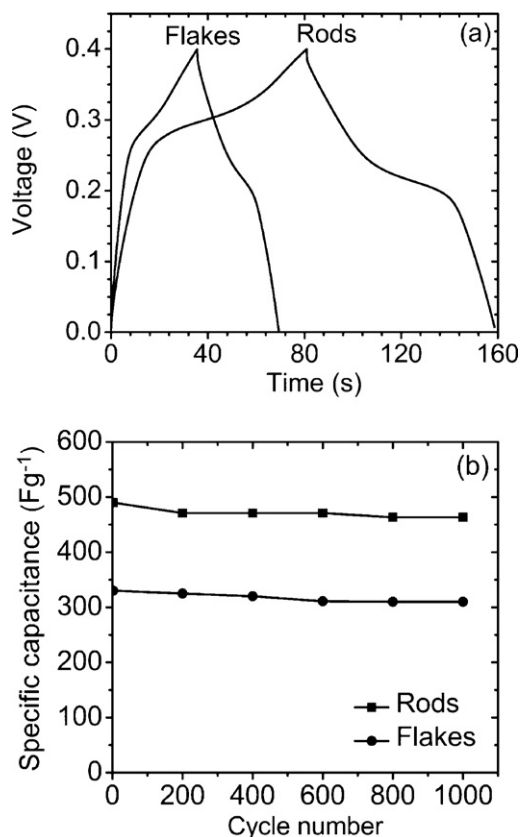 Flakes Rods (a)
0.4
0.3
0.2
0.1
0.0
Voltage (V)
0 40 80 120 160
Time (s)
600 (b)
500
400
300
200
100
0
Specific capacitance (Fg-1)
Rods
Flakes
0 200 400 600 800 1000
Cycle number